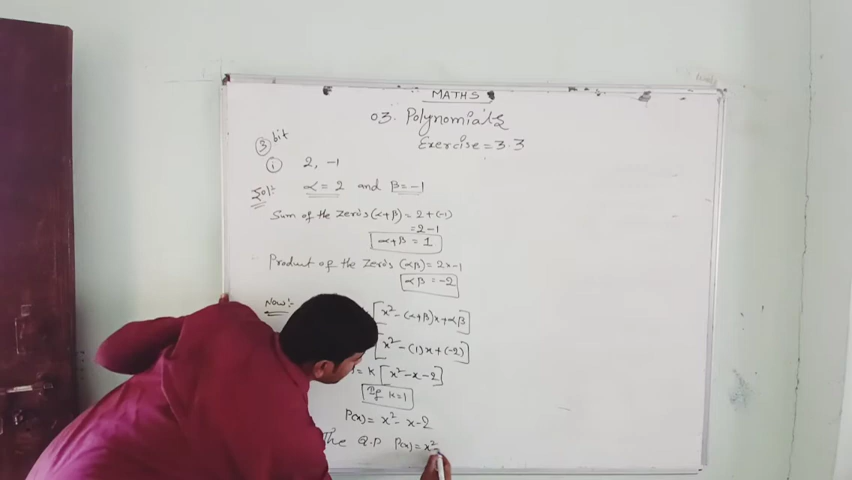 MATHS
03. Polynomials
Exercise = 3.3
③ bit
ⓘ 2, -1
Sol:- α = 2 and β = -1
Sum of the zeros (α+β) = 2 + (-1)
= 2 - 1
α+β = 1
Product of the zeros (αβ) = 2x-1
αβ = -2
Now:-
[x² - (α+β)x + αβ]
[x² - (1)x + (-2)]
= K [x² - x - 2]
If K=1
P(x) = x² - x - 2
The Q.P P(x) = x²